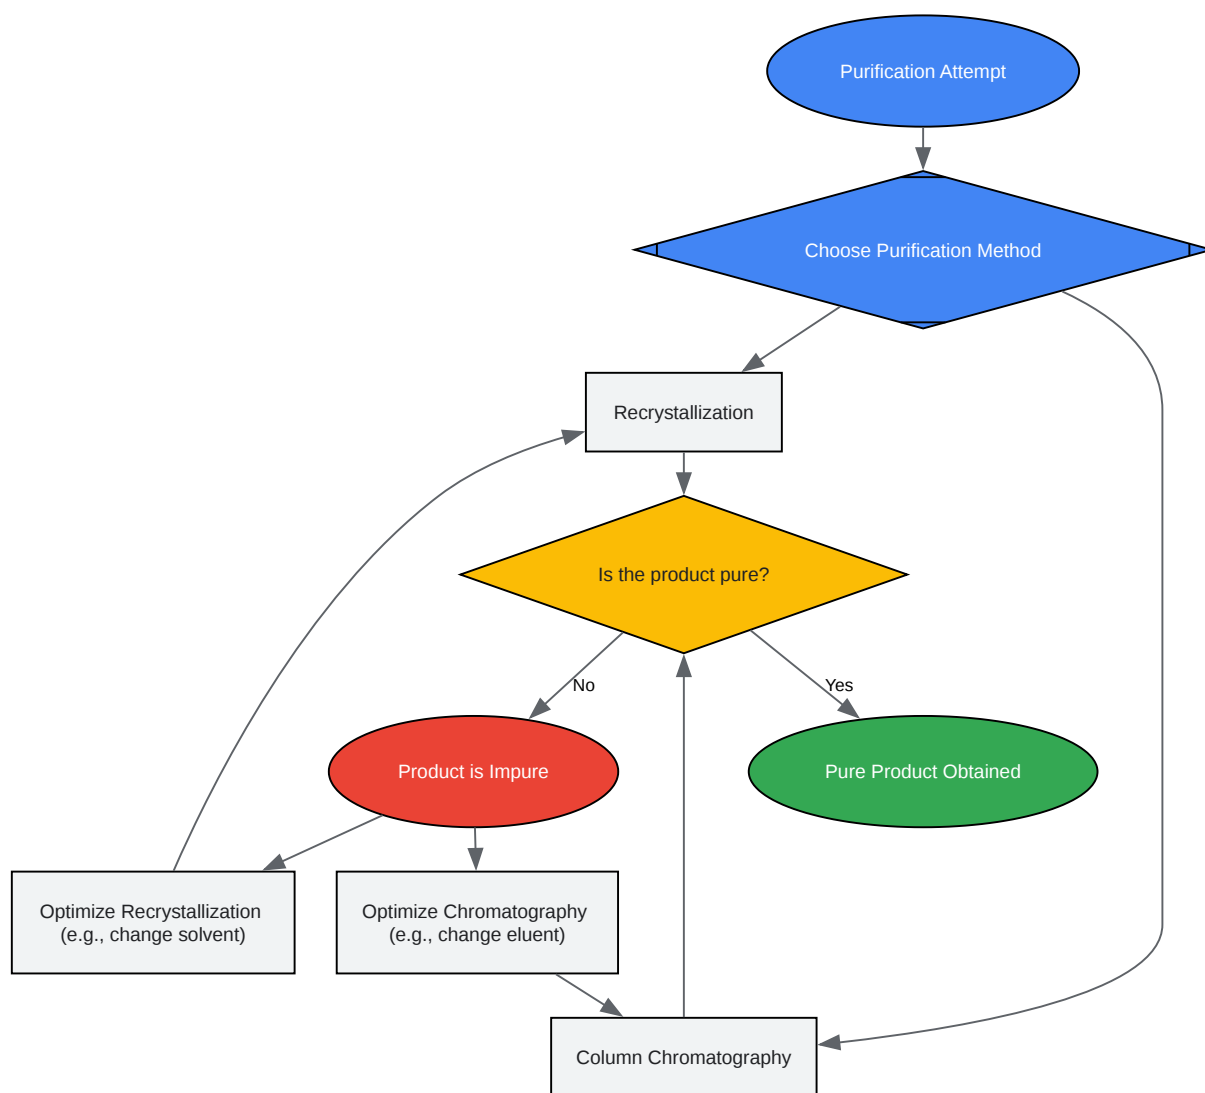 Purification Attempt
Choose Purification Method
Recrystallization
Is the product pure?
No
Yes
Product is Impure
Pure Product Obtained
Optimize Recrystallization
(e.g., change solvent)
Optimize Chromatography
(e.g., change eluent)
Column Chromatography